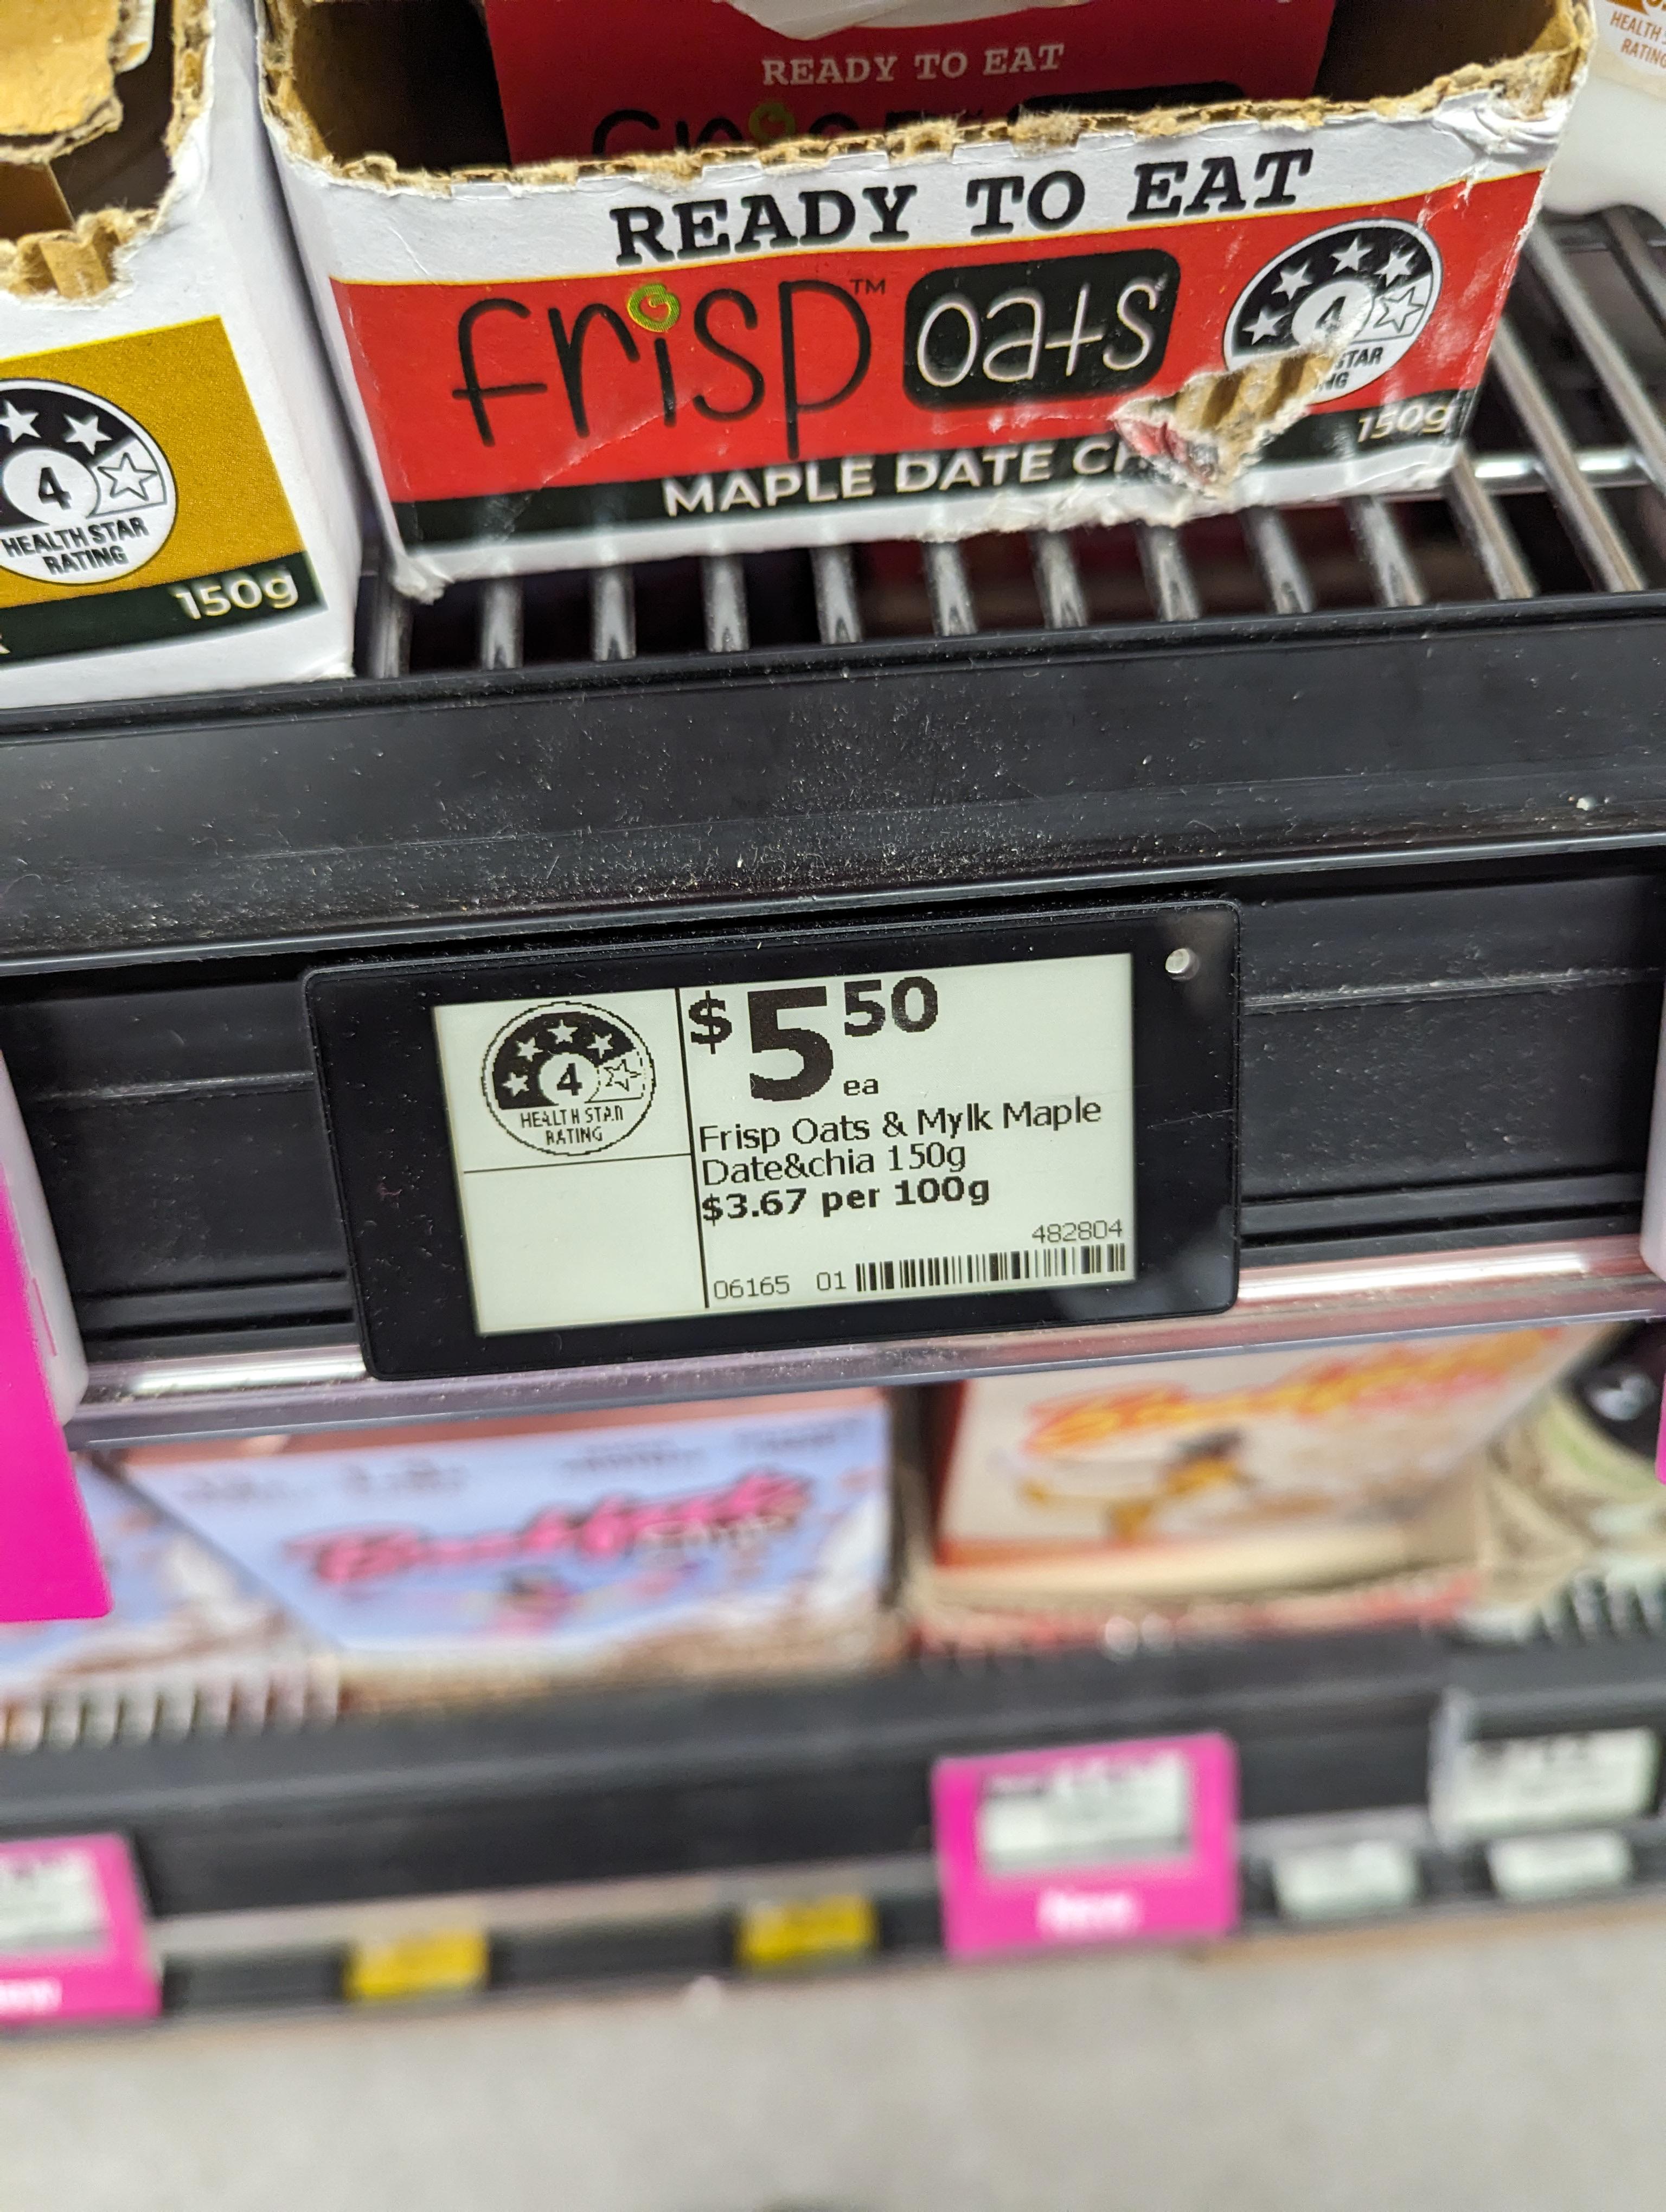 HEALTH
RATING
READY TO EAT
READY TO EAT
frisp™ oats
4
STAR
NG
150g
MAPLE DATE
4
HEALTH STAR
RATING
150g
$5 50
ea
4
HEALTH STAR
RATING
Frisp Oats & Mylk Maple
Date&chia 150g
$3.67 per 100g
482804
06165 01